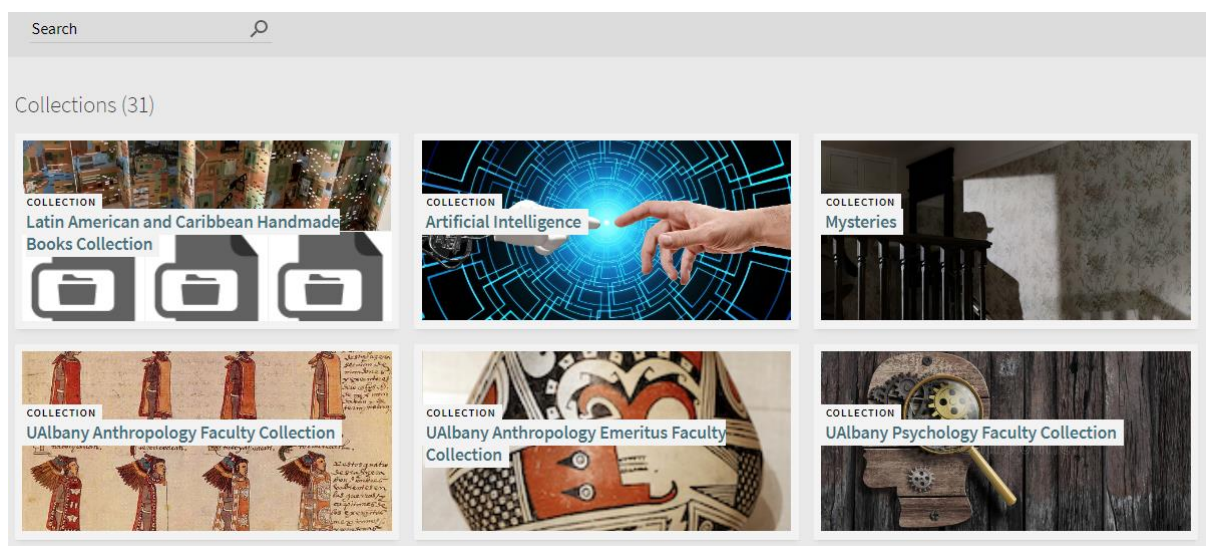 Search
Collections (31)
COLLECTION
Latin American and Caribbean Handmade
Books Collection
COLLECTION
Artificial Intelligence
COLLECTION
Mysteries
COLLECTION
UAlbany Anthropology Faculty Collection
COLLECTION
UAlbany Anthropology Emeritus Faculty
Collection
COLLECTION
UAlbany Psychology Faculty Collection